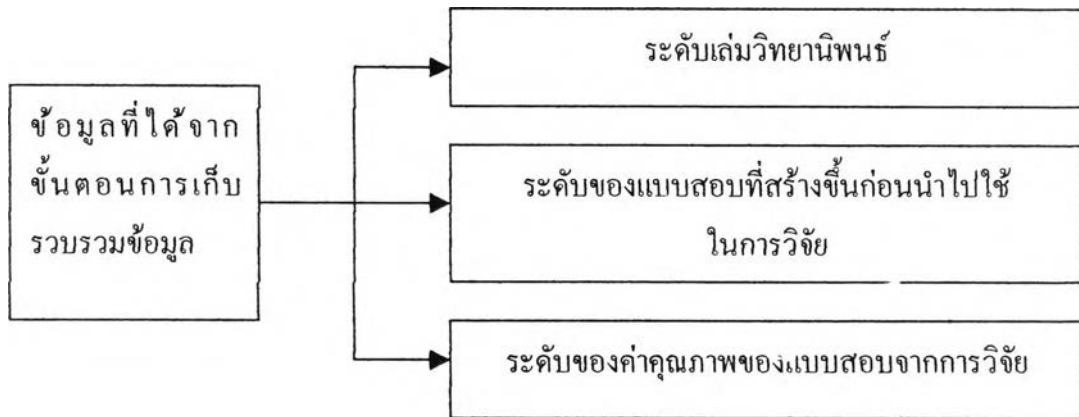 ระดับเล่มวิทยานิพนธ์
ข้อมูลที่ได้จาก
ขั้นตอนการเก็บ
รวบรวมข้อมูล
ระดับของแบบสอบที่สร้างขึ้นก่อนนำไปใช้
ในการวิจัย
ระดับของค่าคุณภาพของแบบสอบจากการวิจัย